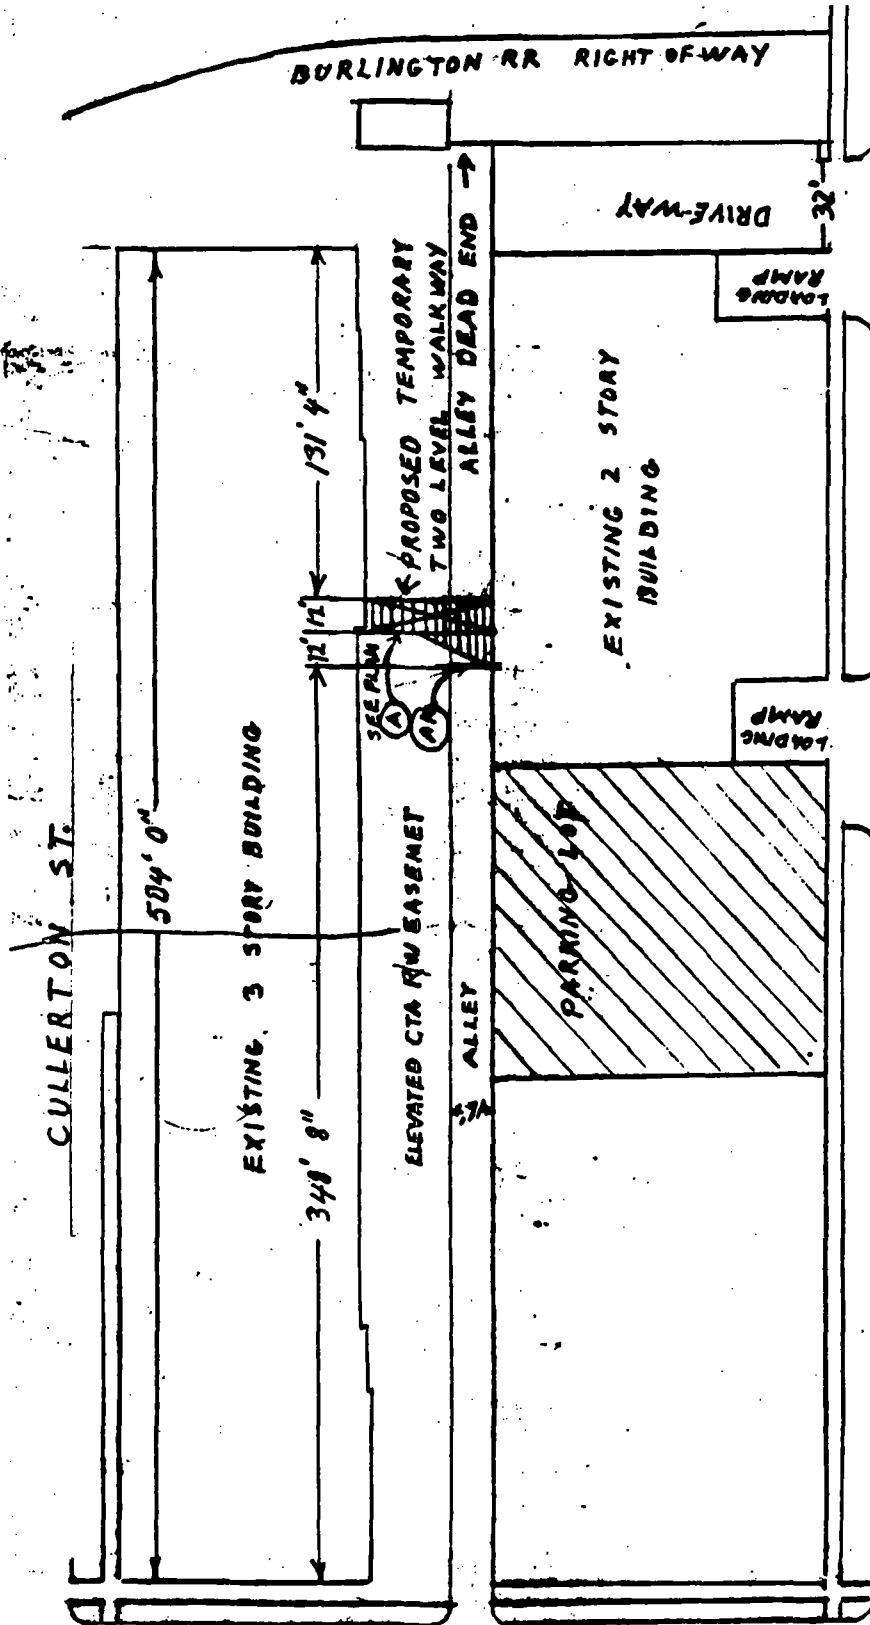 BURLINGTON RR RIGHT OF WAY
DRIVE-WAY
32'
LOADING
RAMP
PROPOSED TEMPORARY
TWO LEVEL WALKWAY
ALLEY DEAD END →
131' 4"
12'
12'
EXISTING 2 STORY
BUILDING
SEE PLAN
A
LOADING
RAMP
CULLERTON ST.
504' 0"
EXISTING 3 STORY BUILDING
348' 8"
ELEVATED CTA R/W EASEMET
ALLEY
PARKING LOT